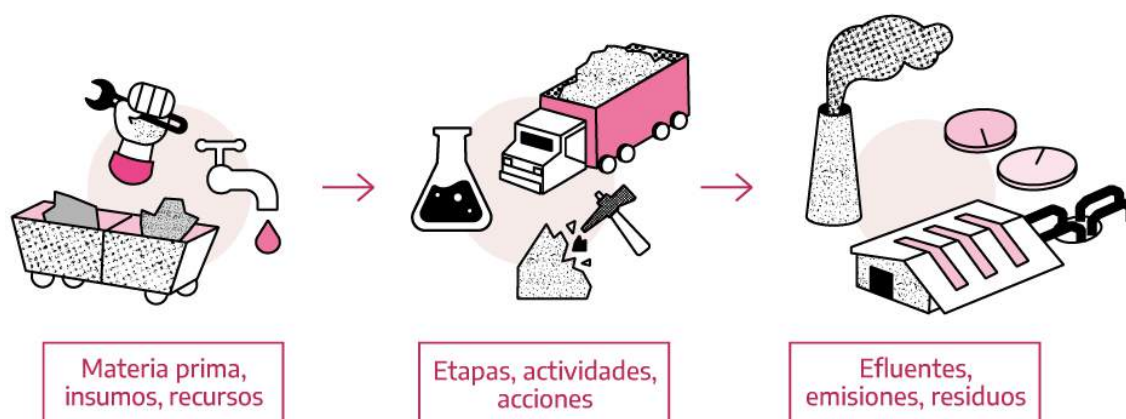 Materia prima,
insumos, recursos
Etapas, actividades,
acciones
Efluentes,
emisiones, residuos